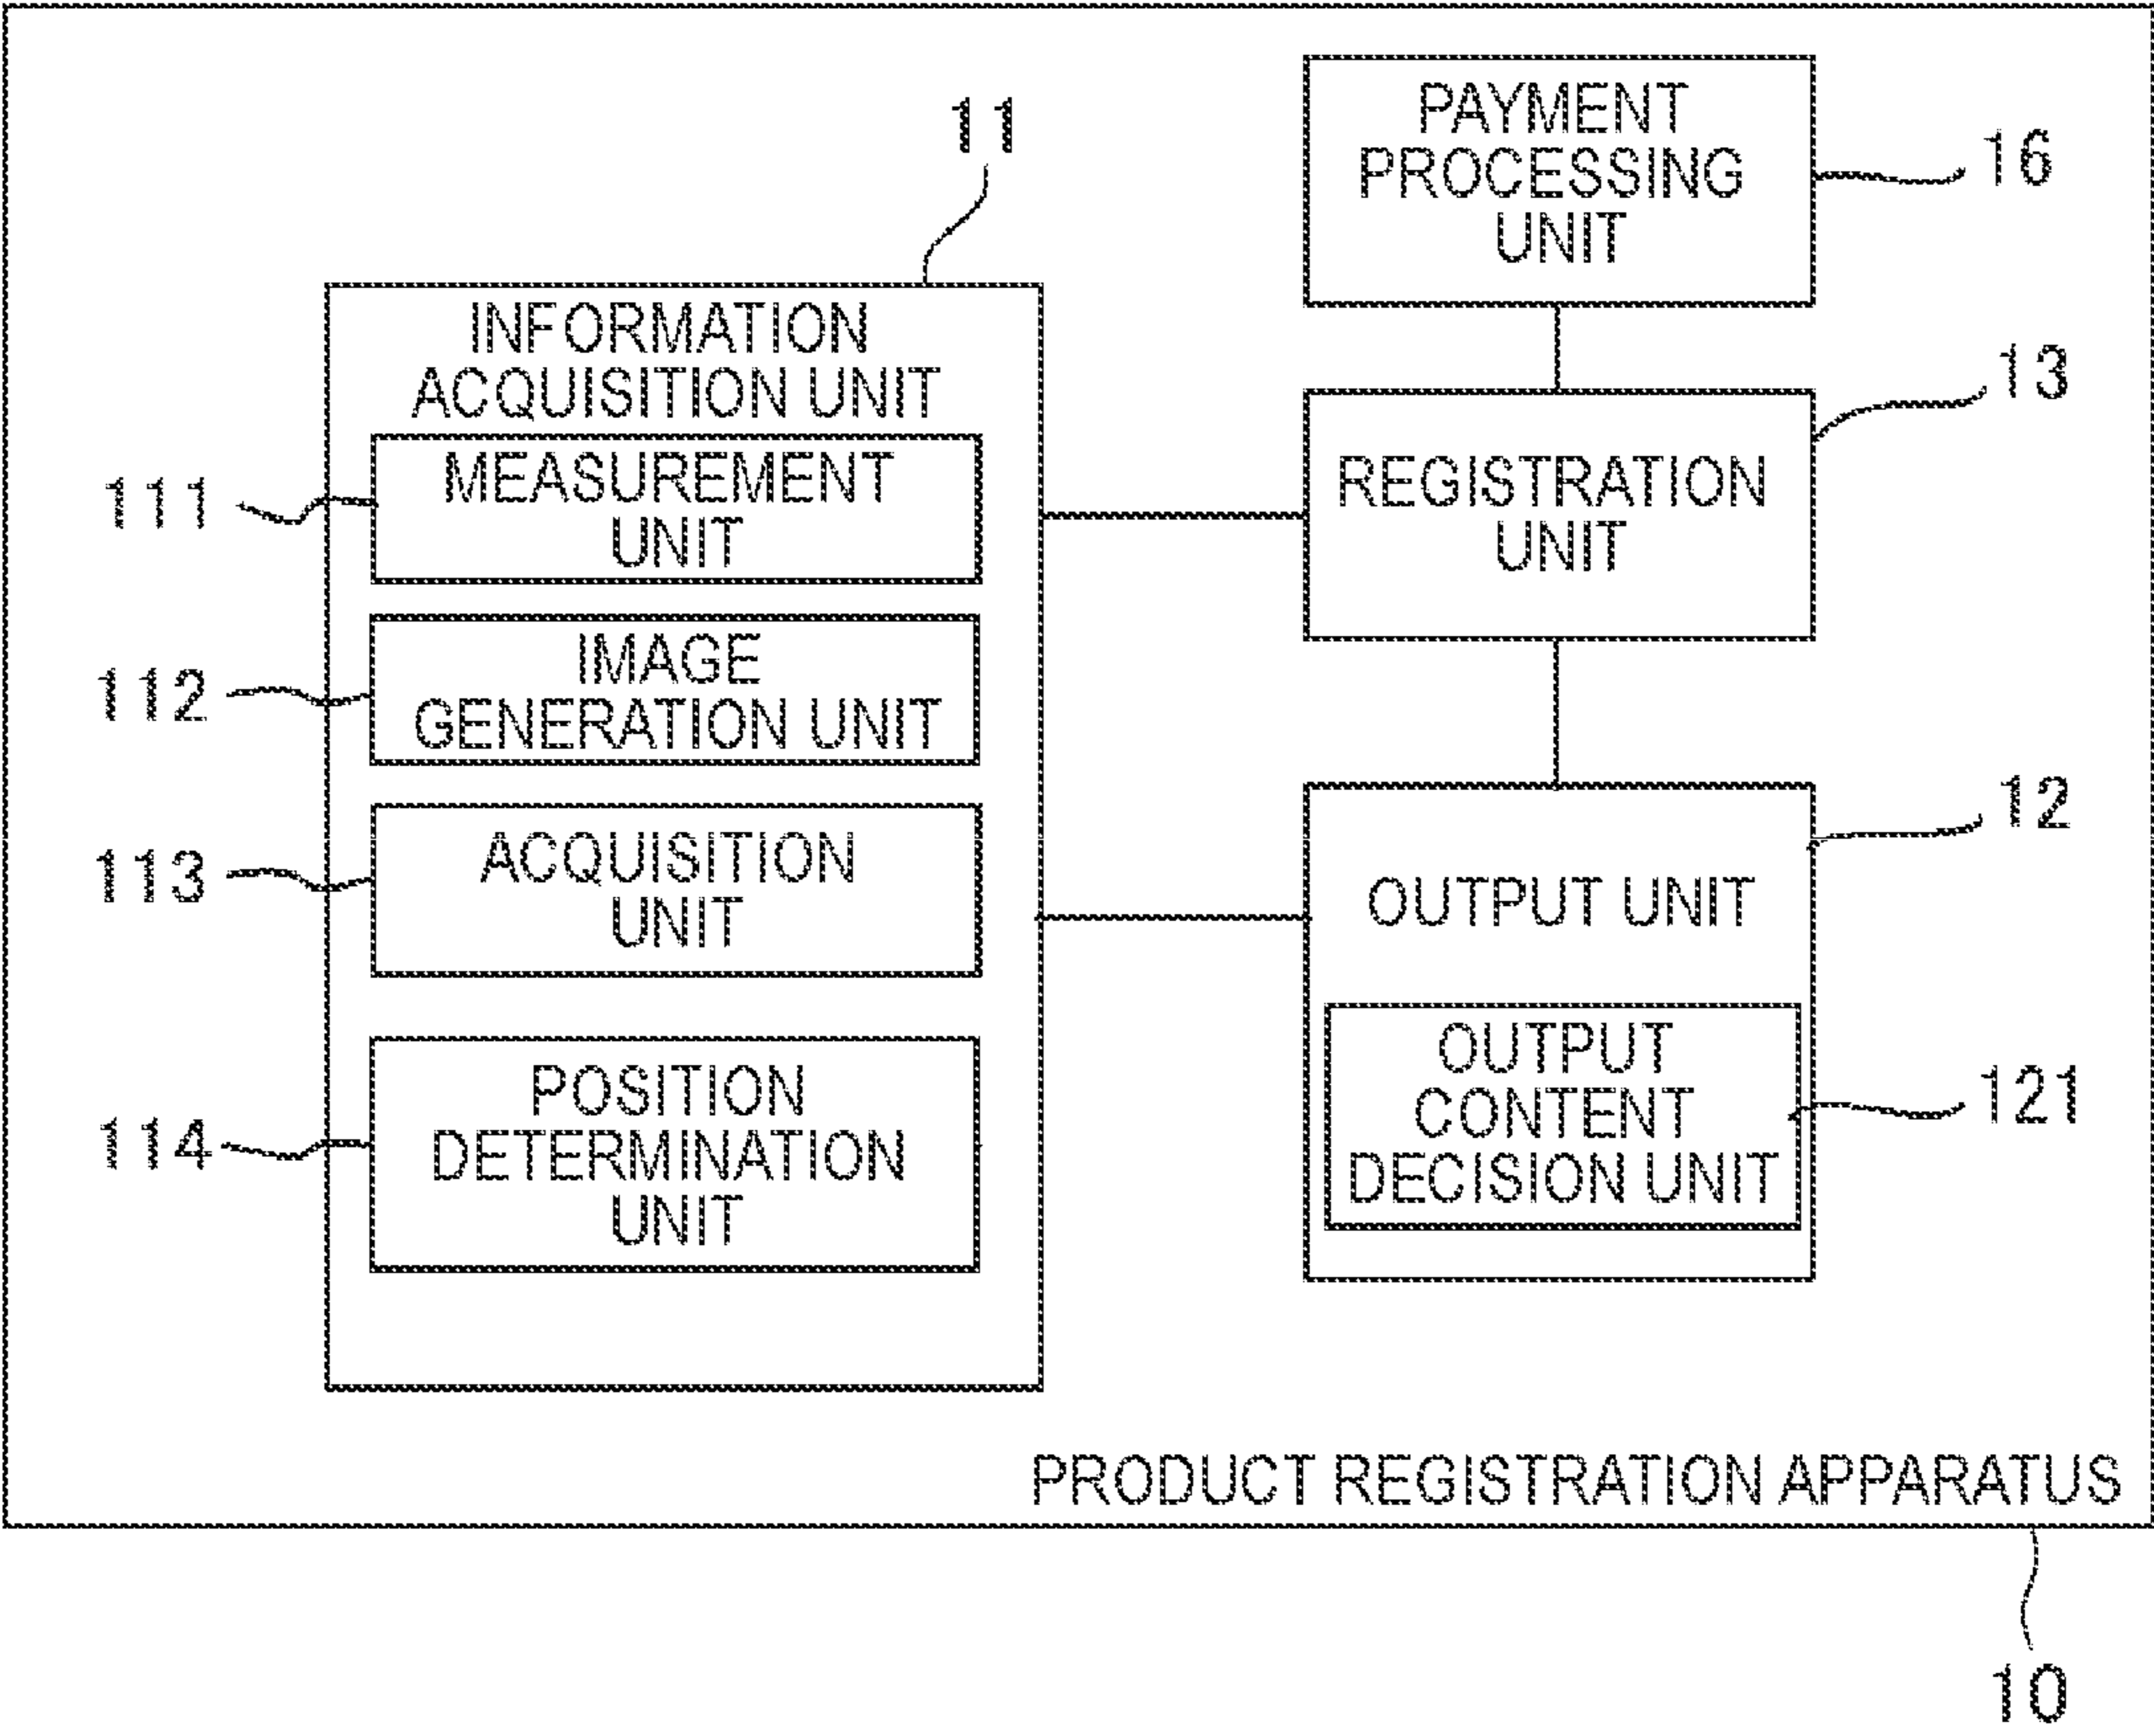 11
INFORMATION
ACQUISITION UNIT
111
MEASUREMENT
UNIT
112
IMAGE
GENERATION UNIT
113
ACQUISITION
UNIT
114
POSITION
DETERMINATION
UNIT
PAYMENT
PROCESSING
UNIT
16
REGISTRATION
UNIT
13
OUTPUT UNIT
12
OUTPUT
CONTENT
DECISION UNIT
121
PRODUCT REGISTRATION APPARATUS
10